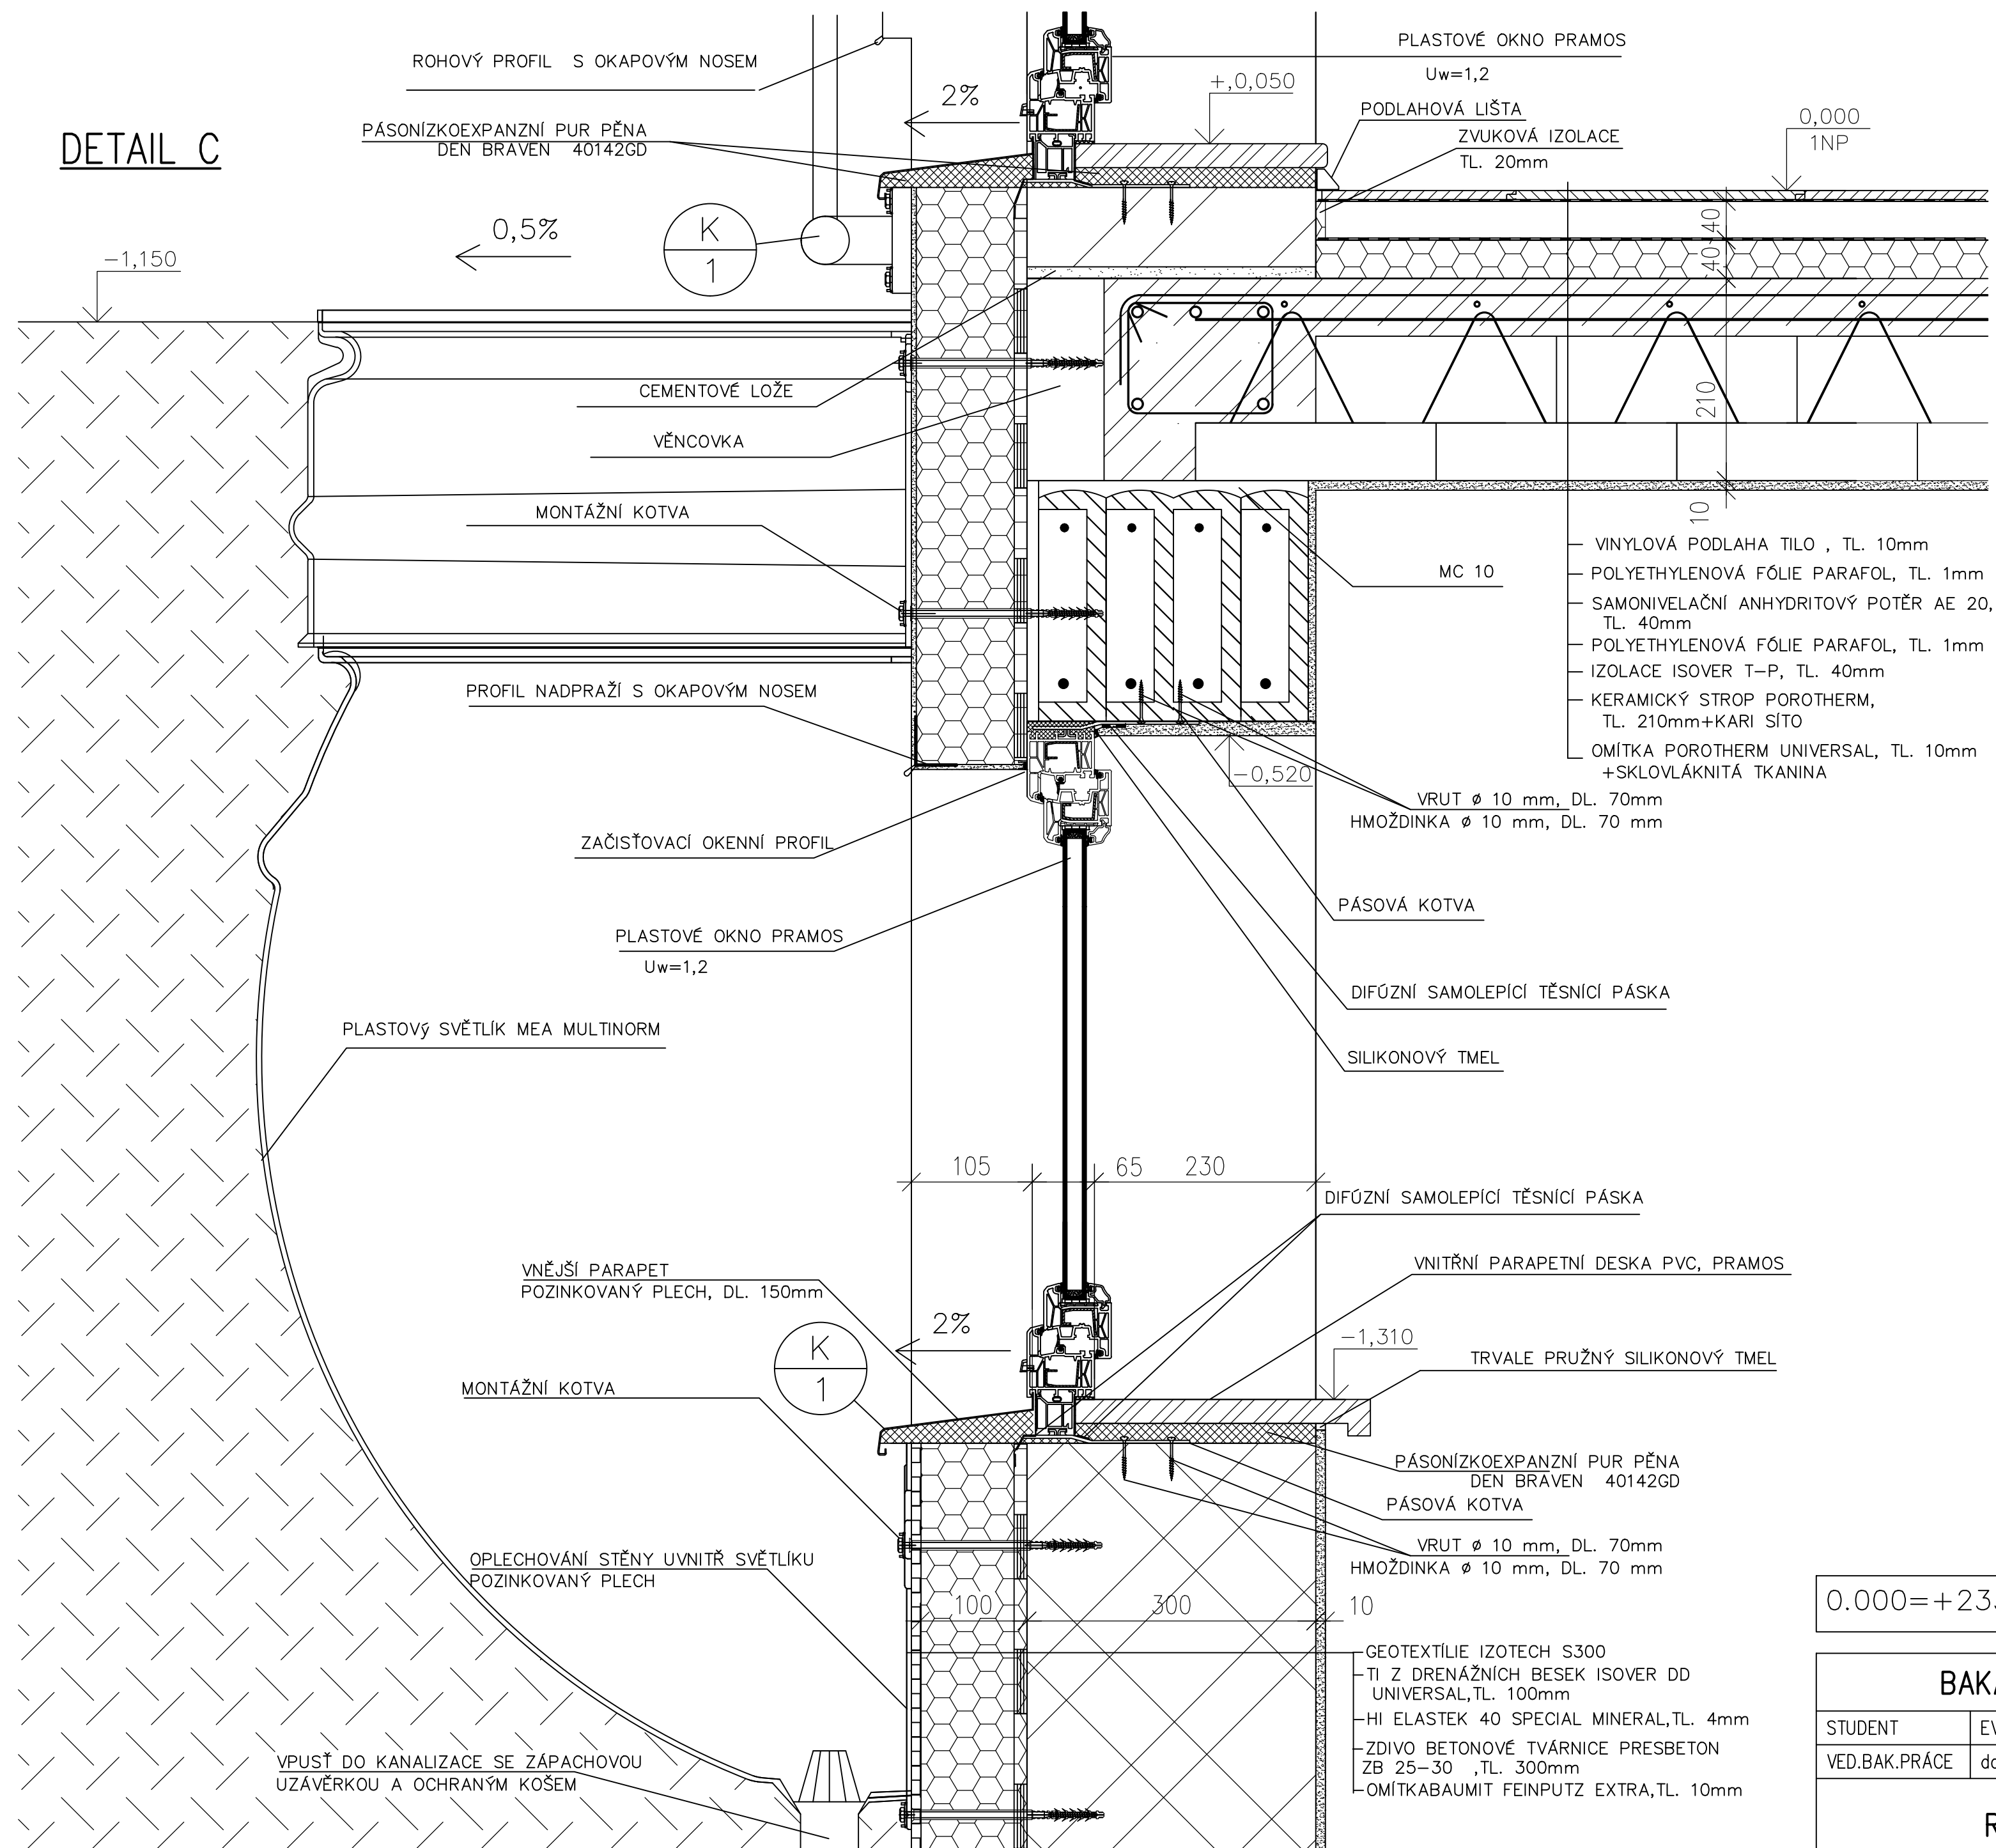 DETAIL C
ROHOVÝ PROFIL S OKAPOVÝM NOSEM
PÁSONÍZKOEXPANZNÍ PUR PĚNA
DEN BRAVEN 40142GD
2%
0,5%
K
1
-1,150
PLASTOVÉ OKNO PRAMOS
Uw=1,2
+,0,050
PODLAHOVÁ LIŠTA
ZVUKOVÁ IZOLACE
TL. 20mm
0,000
1NP
40
40
210
10
CEMENTOVÉ LOŽE
VĚNCOVKA
MONTÁŽNÍ KOTVA
MC 10
VINYLOVÁ PODLAHA TILO , TL. 10mm
POLYETHYLENOVÁ FÓLIE PARAFOL, TL. 1mm
SAMONIVELAČNÍ ANHYDRITOVÝ POTĚR AE 20,
TL. 40mm
POLYETHYLENOVÁ FÓLIE PARAFOL, TL. 1mm
IZOLACE ISOVER T-P, TL. 40mm
KERAMICKÝ STROP POROTHERM,
TL. 210mm+KARI SÍTO
OMÍTKA POROTHERM UNIVERSAL, TL. 10mm
+SKLOVLÁKNITÁ TKANINA
PROFIL NADPRAŽÍ S OKAPOVÝM NOSEM
-0,520
VRUT ø 10 mm, DL. 70mm
HMOŽDINKA ø 10 mm, DL. 70 mm
ZAČISŤOVACÍ OKENNÍ PROFIL
PÁSOVÁ KOTVA
PLASTOVÉ OKNO PRAMOS
Uw=1,2
DIFÚZNÍ SAMOLEPÍCÍ TĚSNÍCÍ PÁSKA
PLASTOVý SVĚTLÍK MEA MULTINORM
SILIKONOVÝ TMEL
105
65
230
DIFÚZNÍ SAMOLEPÍCÍ TĚSNÍCÍ PÁSKA
VNĚJŠÍ PARAPET
POZINKOVANÝ PLECH, DL. 150mm
VNITŘNÍ PARAPETNÍ DESKA PVC, PRAMOS
2%
K
1
-1,310
TRVALE PRUŽNÝ SILIKONOVÝ TMEL
MONTÁŽNÍ KOTVA
PÁSONÍZKOEXPANZNÍ PUR PĚNA
DEN BRAVEN 40142GD
PÁSOVÁ KOTVA
VRUT ø 10 mm, DL. 70mm
HMOŽDINKA ø 10 mm, DL. 70 mm
OPLECHOVÁNÍ STĚNY UVNITŘ SVĚTLÍKU
POZINKOVANÝ PLECH
100
300
10
GEOTEXTÍLIE IZOTECH S300
TI Z DRENÁŽNÍCH BESEK ISOVER DD
UNIVERSAL,TL. 100mm
HI ELASTEK 40 SPECIAL MINERAL,TL. 4mm
ZDIVO BETONOVÉ TVÁRNICE PRESBETON
ZB 25-30 ,TL. 300mm
OMÍTKABAUMIT FEINPUTZ EXTRA,TL. 10mm
VPUSŤ DO KANALIZACE SE ZÁPACHOVOU
UZÁVĚRKOU A OCHRANÝM KOŠEM
STUDENT
VED.BAK.PRÁCE